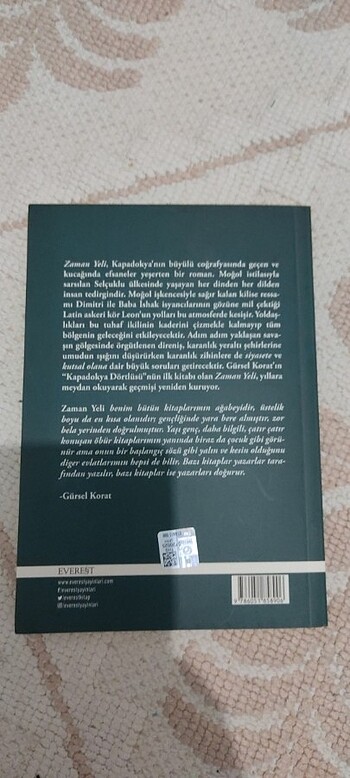 Zaman Yeli, Kapadokya'nın büyülü coğrafyasında geçen ve
kucağında efsaneler yeşerten bir roman. Moğol istilasıyla
sarsılan Selçuklu ülkesinde yaşayan her dinden her dilden
insan tedirgindir. Moğol işkencesiyle sağır kalan kilise ressa-
mı Dimitri ile Baba İshak isyancılarının gözüne mil çektiği
Latin askeri kör Leon'un yolları bu atmosferde kesişir. Yoldaş-
lıkları bu tuhaf ikilinin kaderini çizmekle kalmayıp tüm
bölgenin geleceğini etkileyecektir. Adım adım yaklaşan sava-
şın gölgesinde örgütlenen direniş, karanlık yeraltı şehirlerine
umudun ışığını düşürürken karanlık zihinlere de siyasete ve
kutsal olana dair büyük soruları getirecektir. Gürsel Korat'ın
"Kapadokya Dörtlüsü"nün ilk kitabı olan Zaman Yeli, yıllara
meydan okuyarak geçmişi yeniden kuruyor.
Zaman Yeli benim bütün kitaplarımın ağabeyidir, üstelik
boyu da en kısa olanıdır; gençliğinde yara bere almıştır, zar
bela yerinden doğrulmuştur. Yaşı genç, daha bilgili, çatır çatır
konuşan öbür kitaplarımın yanında biraz da çocuk gibi görü-
nür ama onun bir başlangıç sözü gibi yalın ve kesin olduğunu
diğer evlatlarımın hepsi de bilir. Bazı kitaplar yazarlar tara-
fından yazılır, bazı kitaplar ise yazarları doğurur.
-Gürsel Korat
EVEREST
www.everestyayinlari.com
everestyayinlari
everestkitap
everestyayinlari
9 786051 858906